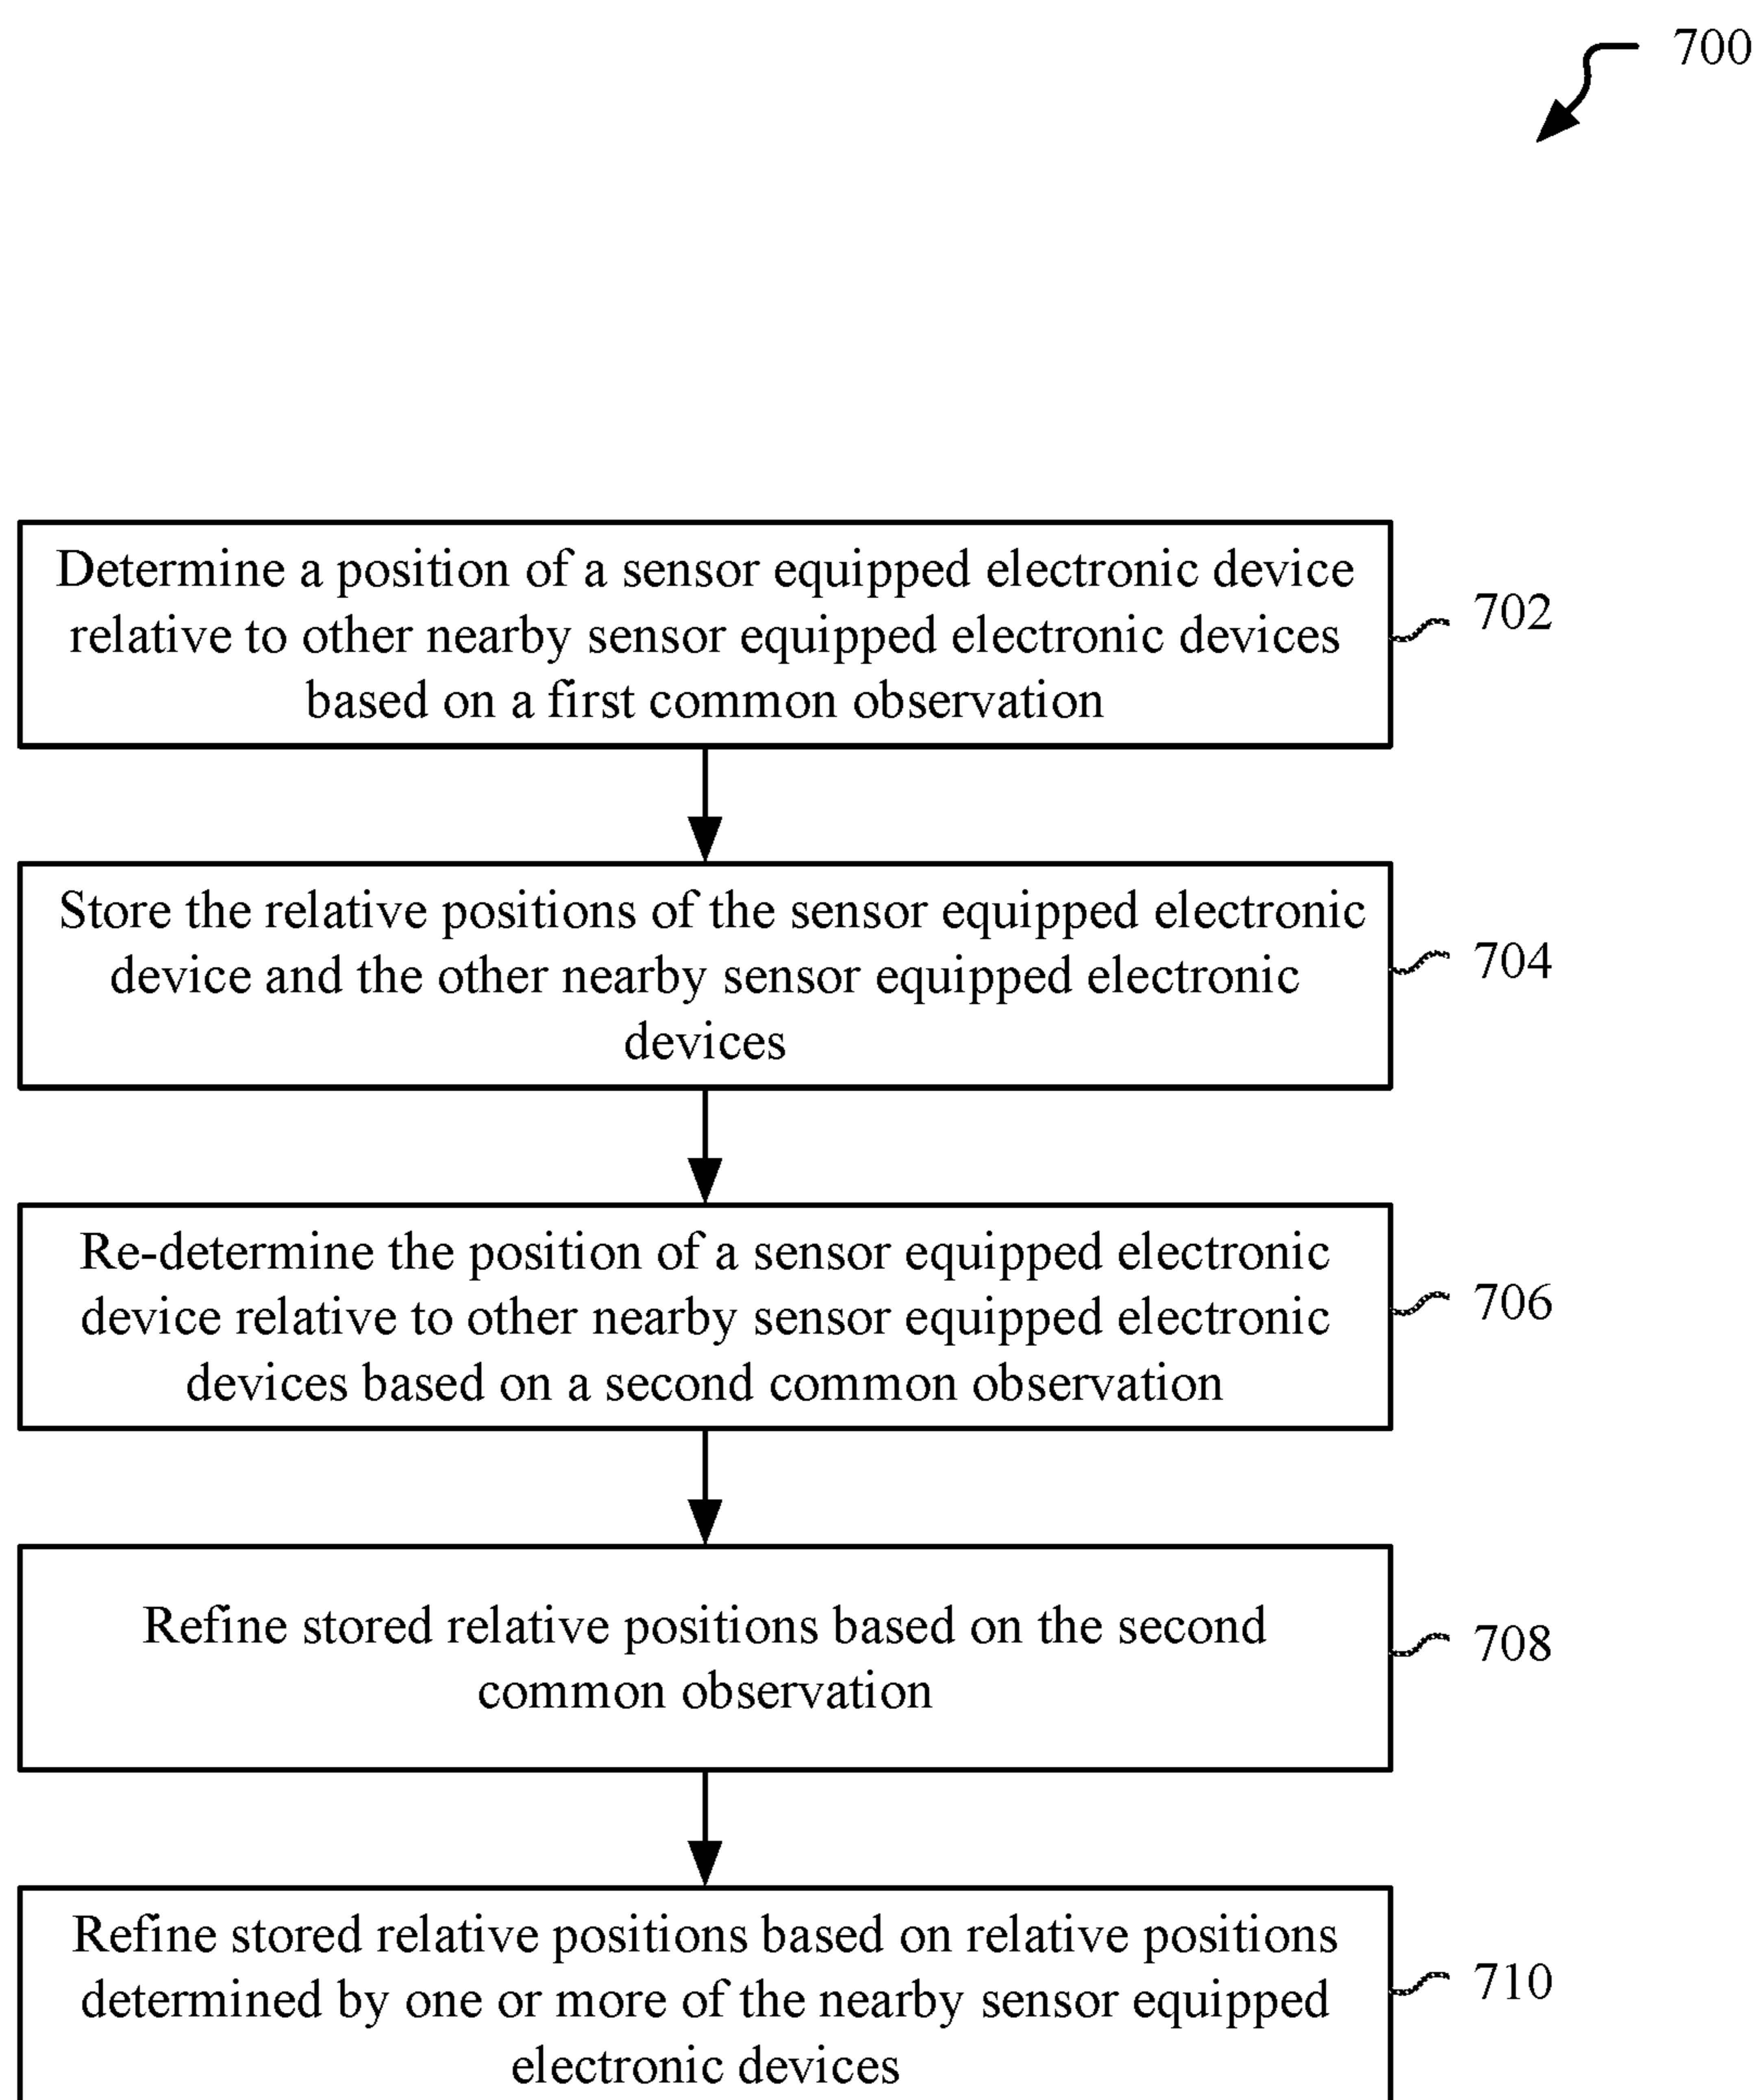 700
Determine a position of a sensor equipped electronic device
relative to other nearby sensor equipped electronic devices
based on a first common observation
702
Store the relative positions of the sensor equipped electronic
device and the other nearby sensor equipped electronic
devices
704
Re-determine the position of a sensor equipped electronic
device relative to other nearby sensor equipped electronic
devices based on a second common observation
706
Refine stored relative positions based on the second
common observation
708
Refine stored relative positions based on relative positions
determined by one or more of the nearby sensor equipped
electronic devices
710